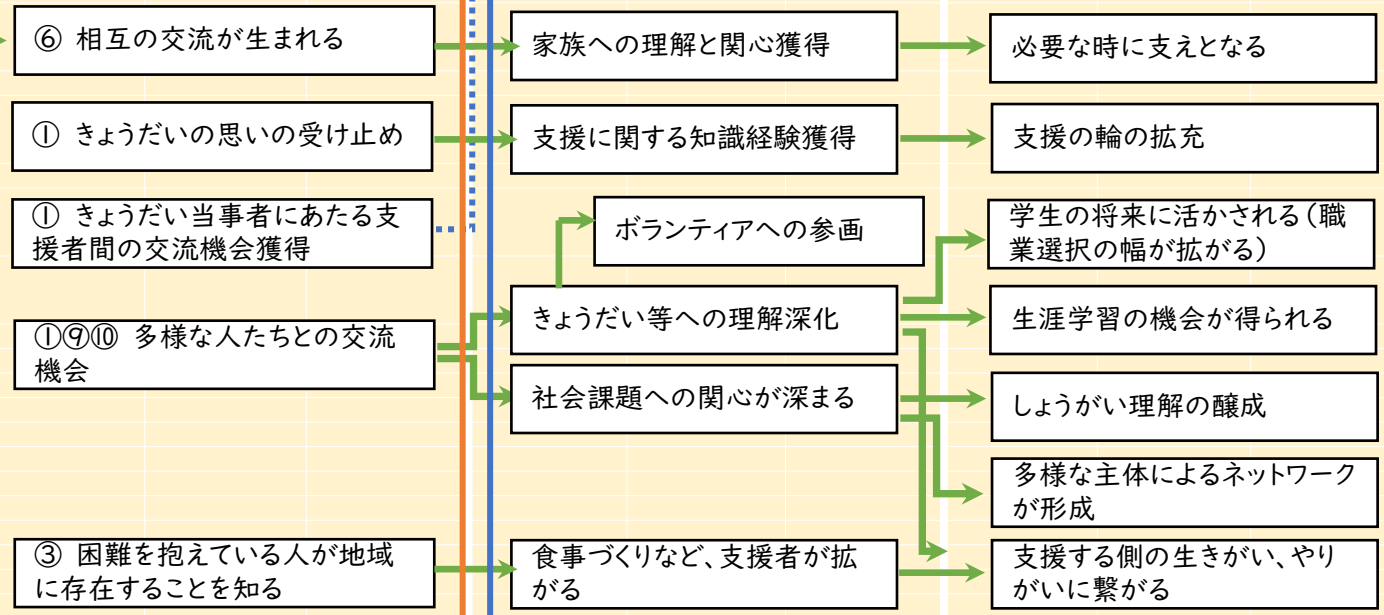 ⑥ 相互の交流が生まれる
家族への理解と関心獲得
必要な時に支えとなる
① きょうだいの思いの受け止め
支援に関する知識経験獲得
支援の輪の拡充
① きょうだい当事者にあたる支
援者間の交流機会獲得
ボランティアへの参画
学生の将来に活かされる(職
業選択の幅が拡がる)
①⑨⑩ 多様な人たちとの交流
機会
きょうだい等への理解深化
生涯学習の機会が得られる
社会課題への関心が深まる
しょうがい理解の醸成
多様な主体によるネットワーク
が形成
③ 困難を抱えている人が地域
に存在することを知る
食事づくりなど、支援者が拡
がる
支援する側の生きがい、やり
がいに繋がる